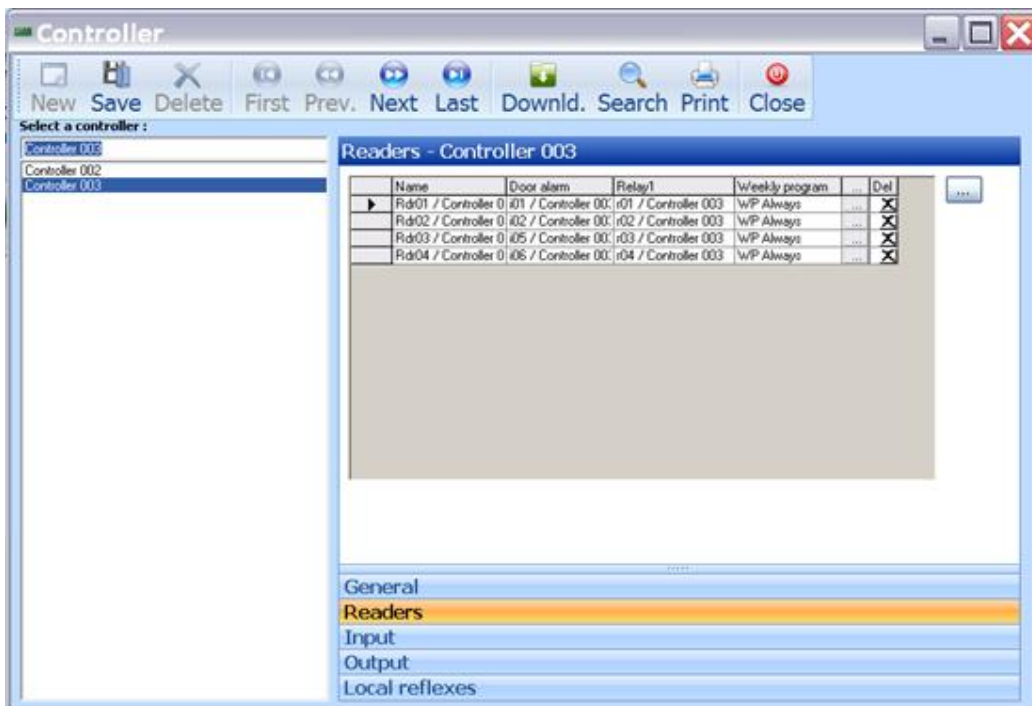 Controller
New Save Delete First Prev. Next Last Downld. Search Print Close
Select a controller :
Controller 003
Controller 002
Controller 003
Readers - Controller 003
Name Door alarm Relay1 Weekly program ... Del
Rdr01 / Controller 0 i01 / Controller 00 r01 / Controller 003 WP Always ... X
Rdr02 / Controller 0 i02 / Controller 00 r02 / Controller 003 WP Always ... X
Rdr03 / Controller 0 i05 / Controller 00 r03 / Controller 003 WP Always ... X
Rdr04 / Controller 0 i06 / Controller 00 r04 / Controller 003 WP Always ... X
...
General
Readers
Input
Output
Local reflexes